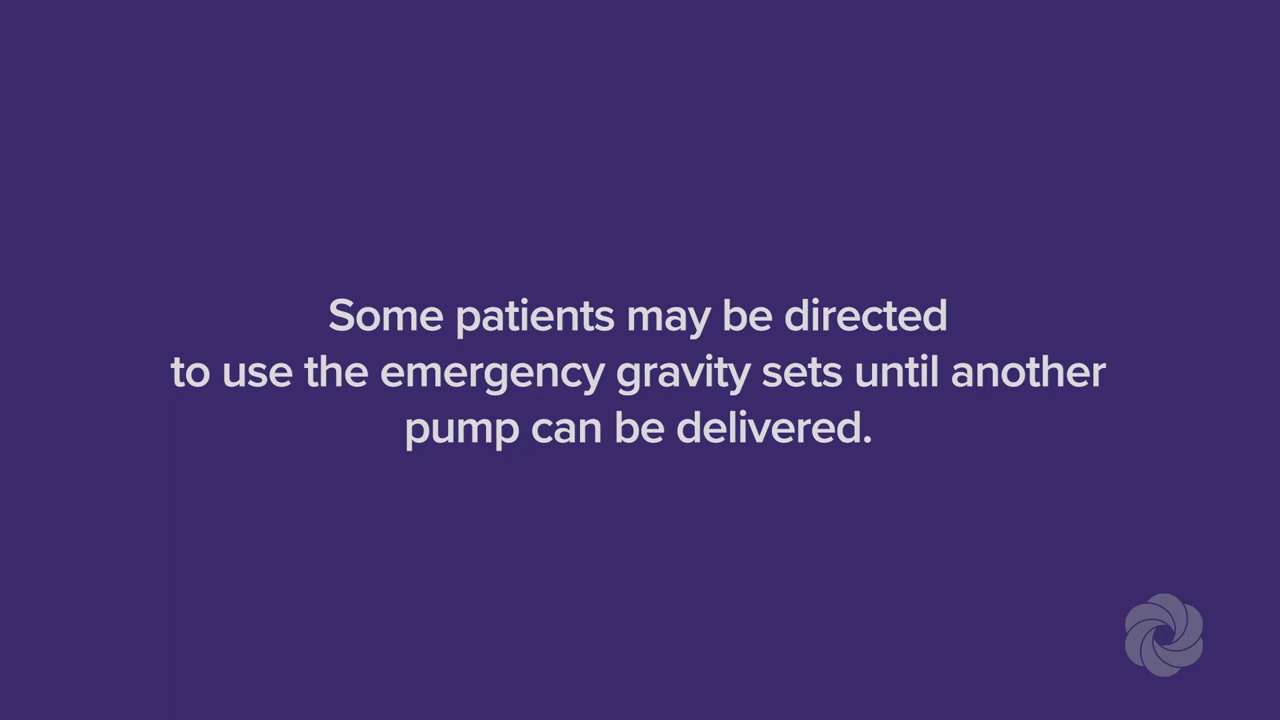 Some patients may be directed
to use the emergency gravity sets until another
pump can be delivered.